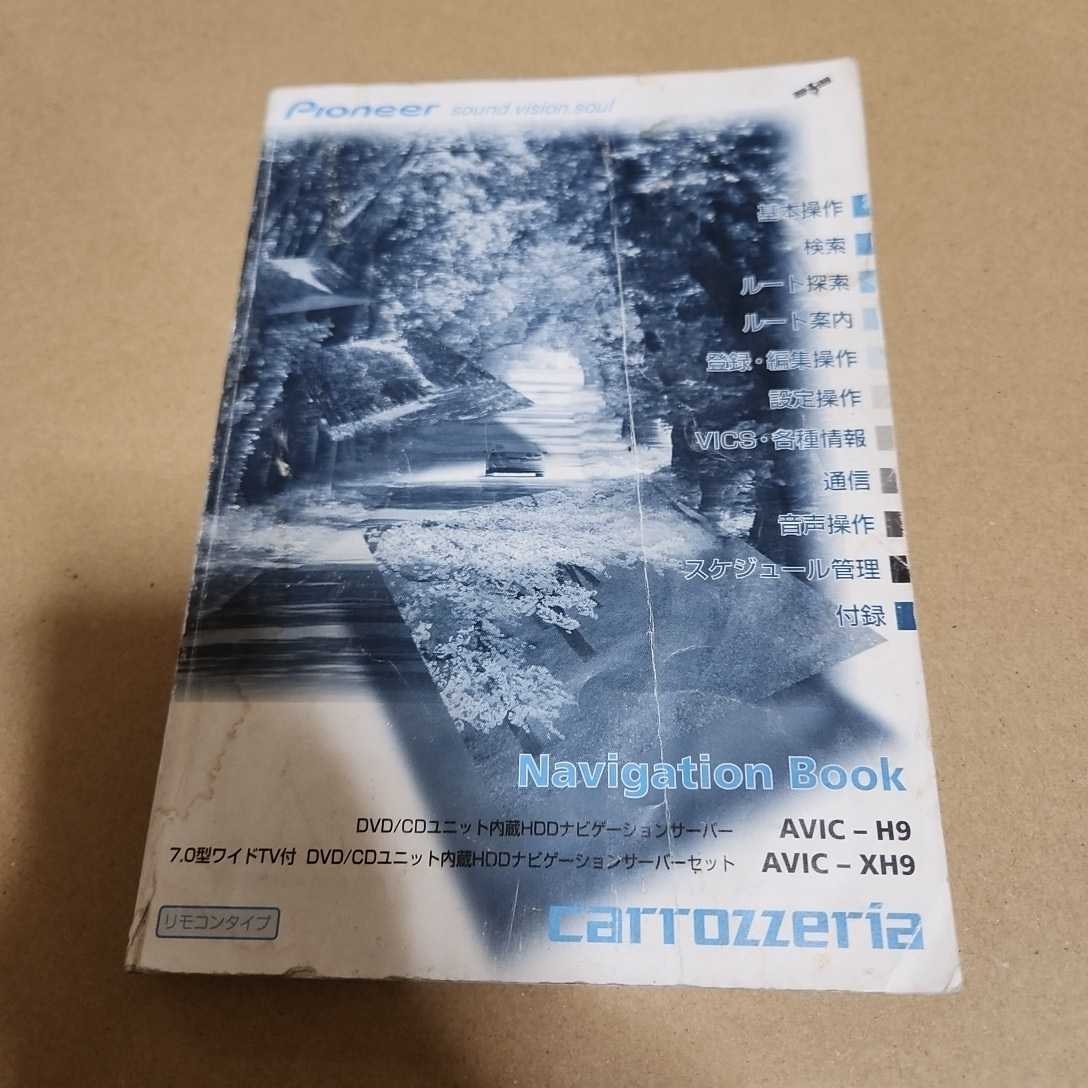 Pioneer sound.vision.soul
基本操作
検索
ルート探索
ルート案内
登録・編集操作
設定操作
VICS・各種情報
通信
音声操作
スケジュール管理
付録
Navigation Book
DVD/CDユニット内蔵HDDナビゲーションサーバー AVIC – H9
7.0型ワイドTV付 DVD/CDユニット内蔵HDDナビゲーションサーバーセット AVIC – XH9
リモコンタイプ
carrozzeria